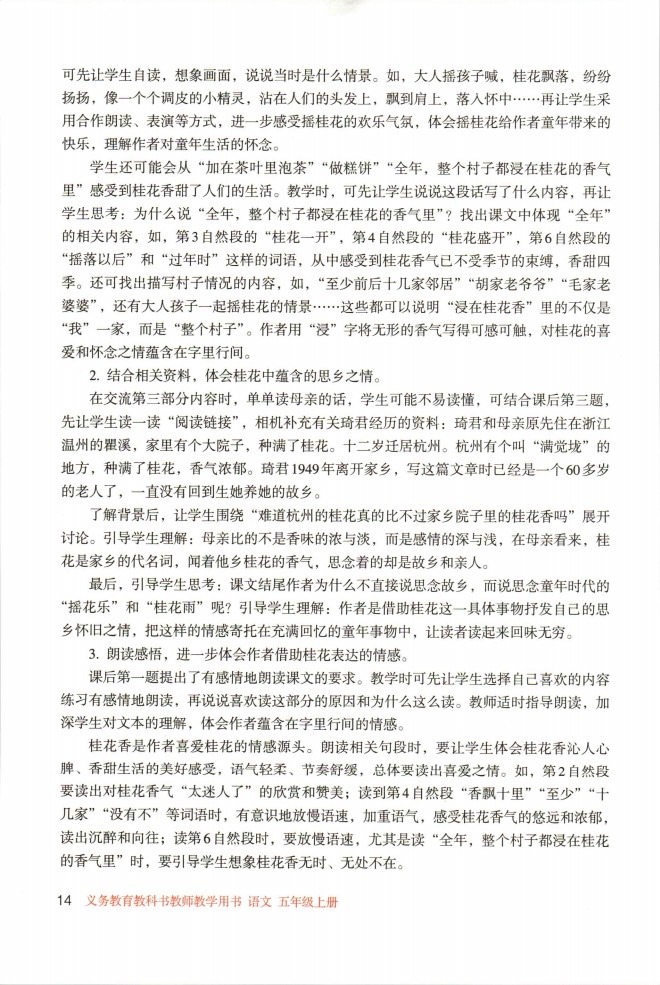 可先让学生自读，想象画面，说说当时是什么情景。如，大人摇孩子喊，桂花飘落，纷纷
扬扬，像一个个调皮的小精灵，沾在人们的头发上，飘到肩上，落入怀中……再让学生采
用合作朗读、表演等方式，进一步感受摇桂花的欢乐气氛，体会摇桂花给作者童年带来的
快乐，理解作者对童年生活的怀念。
学生还可能会从“加在茶叶里泡茶”“做糕饼”“全年，整个村子都浸在桂花的香气
里”感受到桂花香甜了人们的生活。教学时，可先让学生说说这段话写了什么内容，再让
学生思考：为什么说“全年，整个村子都浸在桂花的香气里”？找出课文中体现“全年”
的相关内容，如，第3自然段的“桂花一开”，第4自然段的“桂花盛开”，第6自然段的
“摇落以后”和“过年时”这样的词语，从中感受到桂花香气已不受季节的束缚，香甜四
季。还可找出描写村子情况的内容，如，“至少前后十几家邻居”“胡家老爷爷”“毛家老
婆婆”，还有大人孩子一起摇桂花的情景……这些都可以说明“浸在桂花香”里的不仅是
“我”一家，而是“整个村子”。作者用“浸”字将无形的香气写得可感可触，对桂花的喜
爱和怀念之情蕴含在字里行间。
2. 结合相关资料，体会桂花中蕴含的思乡之情。
在交流第三部分内容时，单单读母亲的话，学生可能不易读懂，可结合课后第三题，
先让学生读一读“阅读链接”，相机补充有关琦君经历的资料：琦君和母亲原先住在浙江
温州的瞿溪，家里有个大院子，种满了桂花。十二岁迁居杭州。杭州有个叫“满觉垅”的
地方，种满了桂花，香气浓郁。琦君1949年离开家乡，写这篇文章时已经是一个60多岁
的老人了，一直没有回到生她养她的故乡。
了解背景后，让学生围绕“难道杭州的桂花真的比不过家乡院子里的桂花香吗”展开
讨论。引导学生理解：母亲比的不是香味的浓与淡，而是感情的深与浅，在母亲看来，桂
花是家乡的代名词，闻着他乡桂花的香气，思念着的却是故乡和亲人。
最后，引导学生思考：课文结尾作者为什么不直接说思念故乡，而说思念童年时代的
“摇花乐”和“桂花雨”呢？引导学生理解：作者是借助桂花这一具体事物抒发自己的思
乡怀旧之情，把这样的情感寄托在充满回忆的童年事物中，让读者读起来回味无穷。
3. 朗读感悟，进一步体会作者借助桂花表达的情感。
课后第一题提出了有感情地朗读课文的要求。教学时可先让学生选择自己喜欢的内容
练习有感情地朗读，再说说喜欢读这部分的原因和为什么这么读。教师适时指导朗读，加
深学生对文本的理解，体会作者蕴含在字里行间的情感。
桂花香是作者喜爱桂花的情感源头。朗读相关句段时，要让学生体会桂花香沁人心
脾、香甜生活的美好感受，语气轻柔、节奏舒缓，总体要读出喜爱之情。如，第2自然段
要读出对桂花香气“太迷人了”的欣赏和赞美；读到第4自然段“香飘十里”“至少”“十
几家”“没有不”等词语时，有意识地放慢语速，加重语气，感受桂花香气的悠远和浓郁，
读出沉醉和向往；读第6自然段时，要放慢语速，尤其是读“全年，整个村子都浸在桂花
的香气里”时，要引导学生想象桂花香无时、无处不在。
14 义务教育教科书教师教学用书 语文 五年级上册